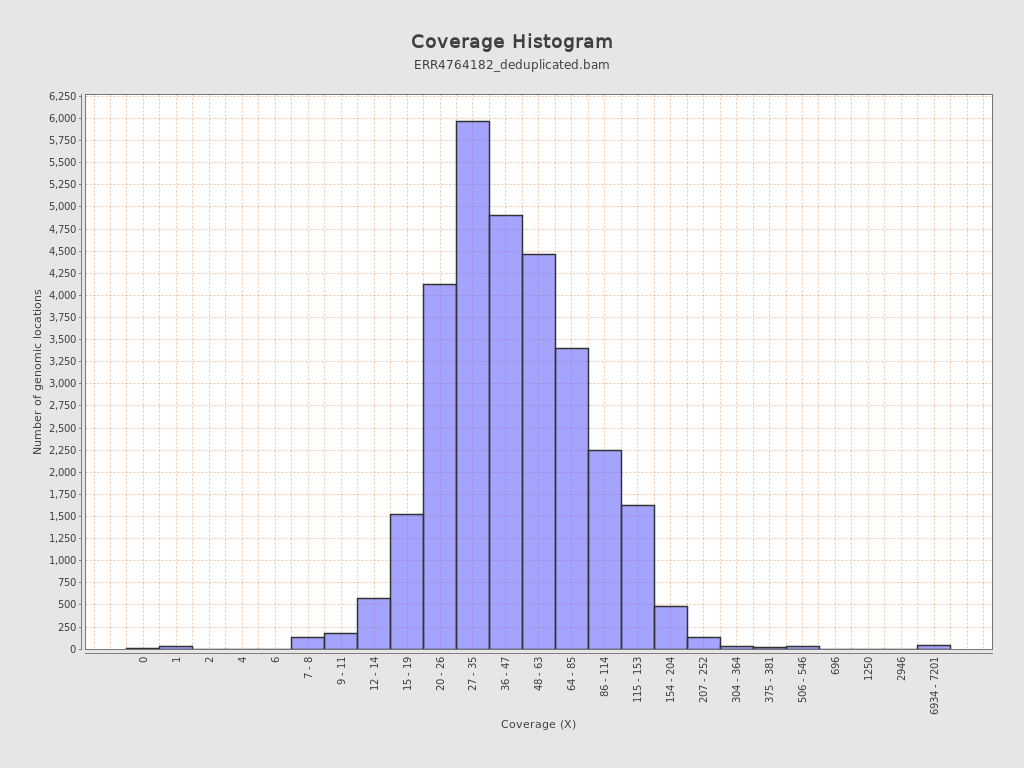 Coverage Histogram
ERR4764182_deduplicated.bam
Number of genomic locations
6,250
6,000
5,750
5,500
5,250
5,000
4,750
4,500
4,250
4,000
3,750
3,500
3,250
3,000
2,750
2,500
2,250
2,000
1,750
1,500
1,250
1,000
750
500
250
0
0
1
2
4
6
7 - 8
9 - 11
12 - 14
15 - 19
20 - 26
27 - 35
36 - 47
48 - 63
64 - 85
86 - 114
115 - 153
154 - 204
207 - 252
304 - 364
375 - 381
506 - 546
696
1250
2946
6934 - 7201
Coverage (X)